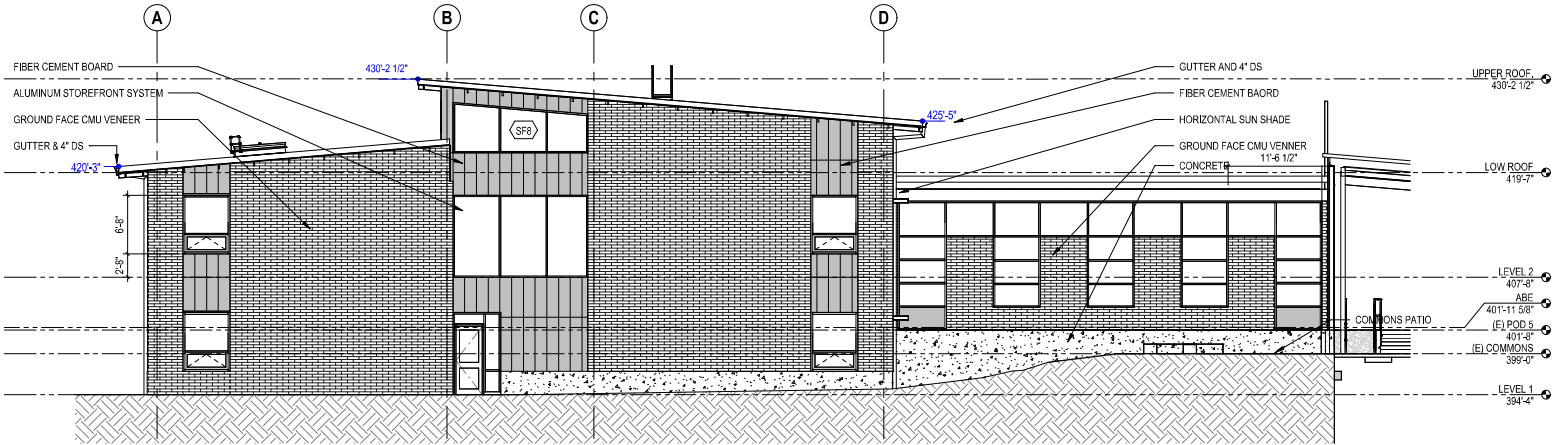 A
B
C
D
FIBER CEMENT BOARD
430'-2 1/2"
GUTTER AND 4" DS
UPPER ROOF.
430'-2 1/2"
ALUMINUM STOREFRONT SYSTEM
FIBER CEMENT BAORD
GROUND FACE CMU VENEER
SF8
425'-5"
HORIZONTAL SUN SHADE
GUTTER & 4" DS
GROUND FACE CMU VENNER
11'-6 1/2"
420'-3"
CONCRETE
LOW ROOF
419'-7"
6'-8"
2'-8"
LEVEL 2
407'-8"
ABE
401'-11 5/8"
COMMONS PATIO
(E) POD 5
401'-8"
(E) COMMONS
399'-0"
LEVEL 1
394'-4"